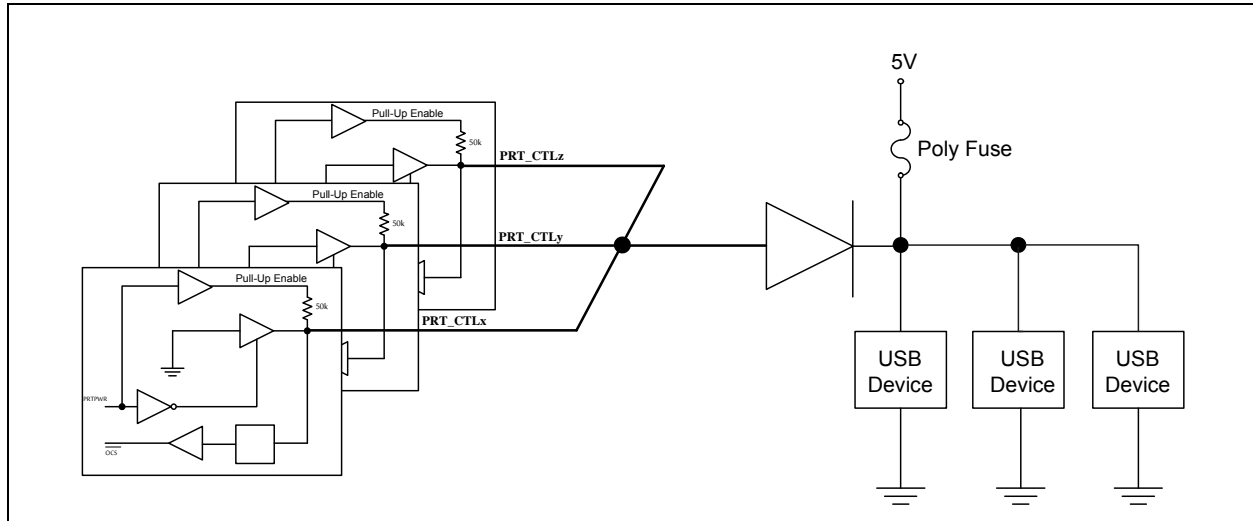 Pull-Up Enable
50k
PRT_CTLz
Pull-Up Enable
50k
PRT_CTLy
Pull-Up Enable
50k
PRT_CTLx
PRTPWR
OCS
5V
Poly Fuse
USB
Device
USB
Device
USB
Device